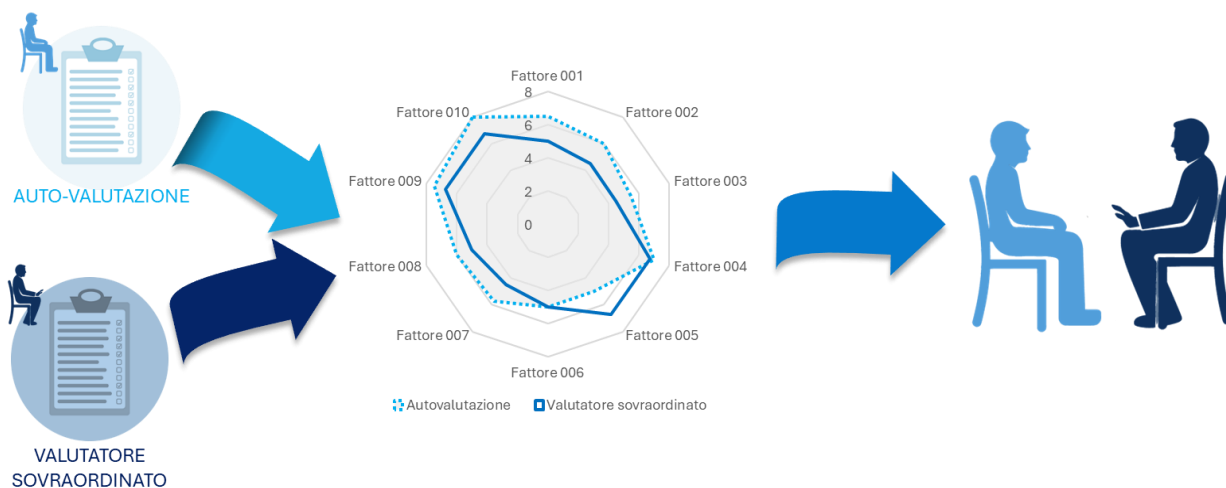 AUTO-VALUTAZIONE
VALUTATORE
SOVRAORDINATO
Fattore 001
Fattore 002
Fattore 003
Fattore 004
Fattore 005
Fattore 006
Fattore 007
Fattore 008
Fattore 009
Fattore 010
8
6
4
2
0
Autovalutazione
Valutatore sovraordinato